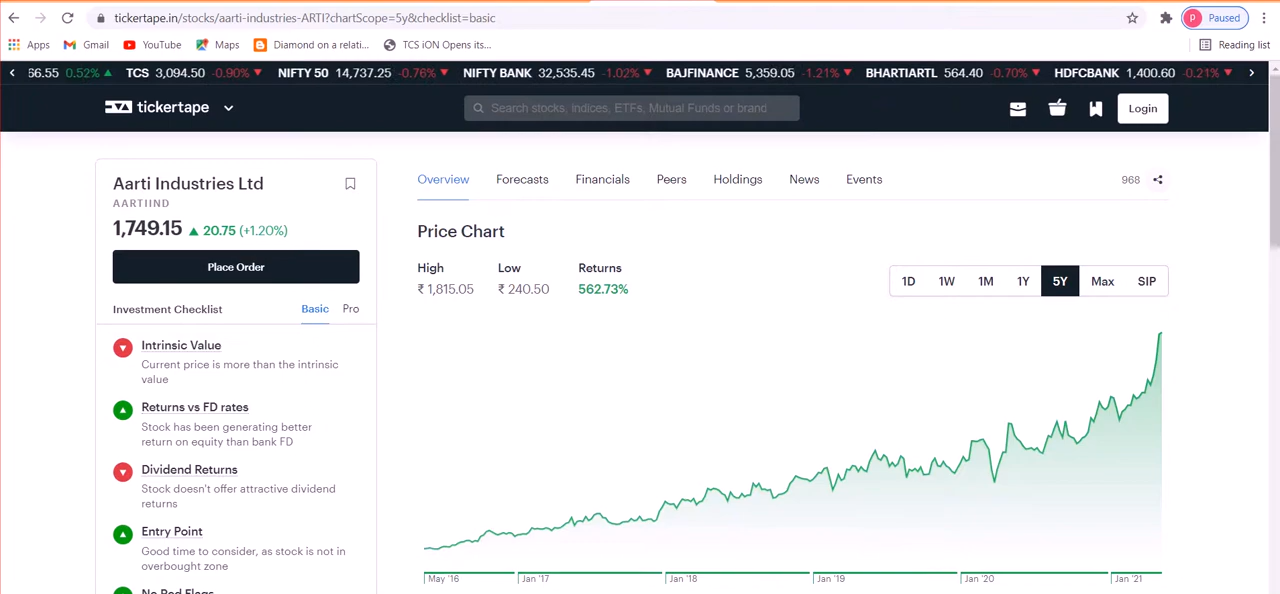 tickertape.in/stocks/aarti-industries-ARTI?chartScope=5y&checklist=basic
P Paused
Apps Gmail YouTube Maps Diamond on a relati... TCS iON Opens its... Reading list
66.55 0.52% TCS 3,094.50 -0.90% NIFTY 50 14,737.25 -0.76% NIFTY BANK 32,535.45 -1.02% BAJFINANCE 5,359.05 -1.21% BHARTIARTL 564.40 -0.70% HDFCBANK 1,400.60 -0.21%
tickertape Search stocks, indices, ETFs, Mutual Funds or brand Login
Aarti Industries Ltd
AARTIIND
1,749.15 20.75 (+1.20%)
Place Order
Investment Checklist Basic Pro
Intrinsic Value
Current price is more than the intrinsic
value
Returns vs FD rates
Stock has been generating better
return on equity than bank FD
Dividend Returns
Stock doesn't offer attractive dividend
returns
Entry Point
Good time to consider, as stock is not in
overbought zone
No Red Flags
Overview Forecasts Financials Peers Holdings News Events 968
Price Chart
High Low Returns
₹ 1,815.05 ₹ 240.50 562.73%
1D 1W 1M 1Y 5Y Max SIP
May '16 Jan '17 Jan '18 Jan '19 Jan '20 Jan '21